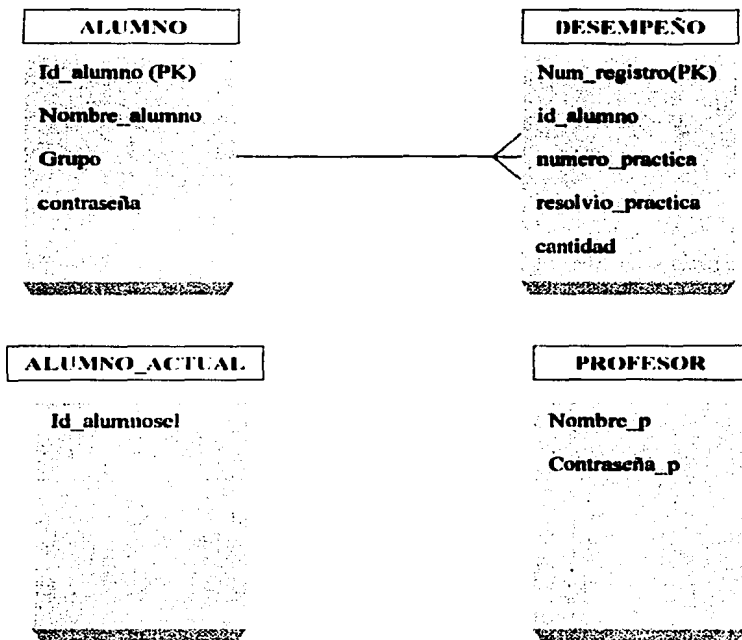 ALUMNO
Id_alumno (PK)
Nombre_alumno
Grupo
contraseña
DESEMPEÑO
Num_registro(PK)
id_alumno
numero_practica
resolvio_practica
cantidad
ALUMNO_ACTUAL
Id_alumnosel
PROFESOR
Nombre_p
Contraseña_p